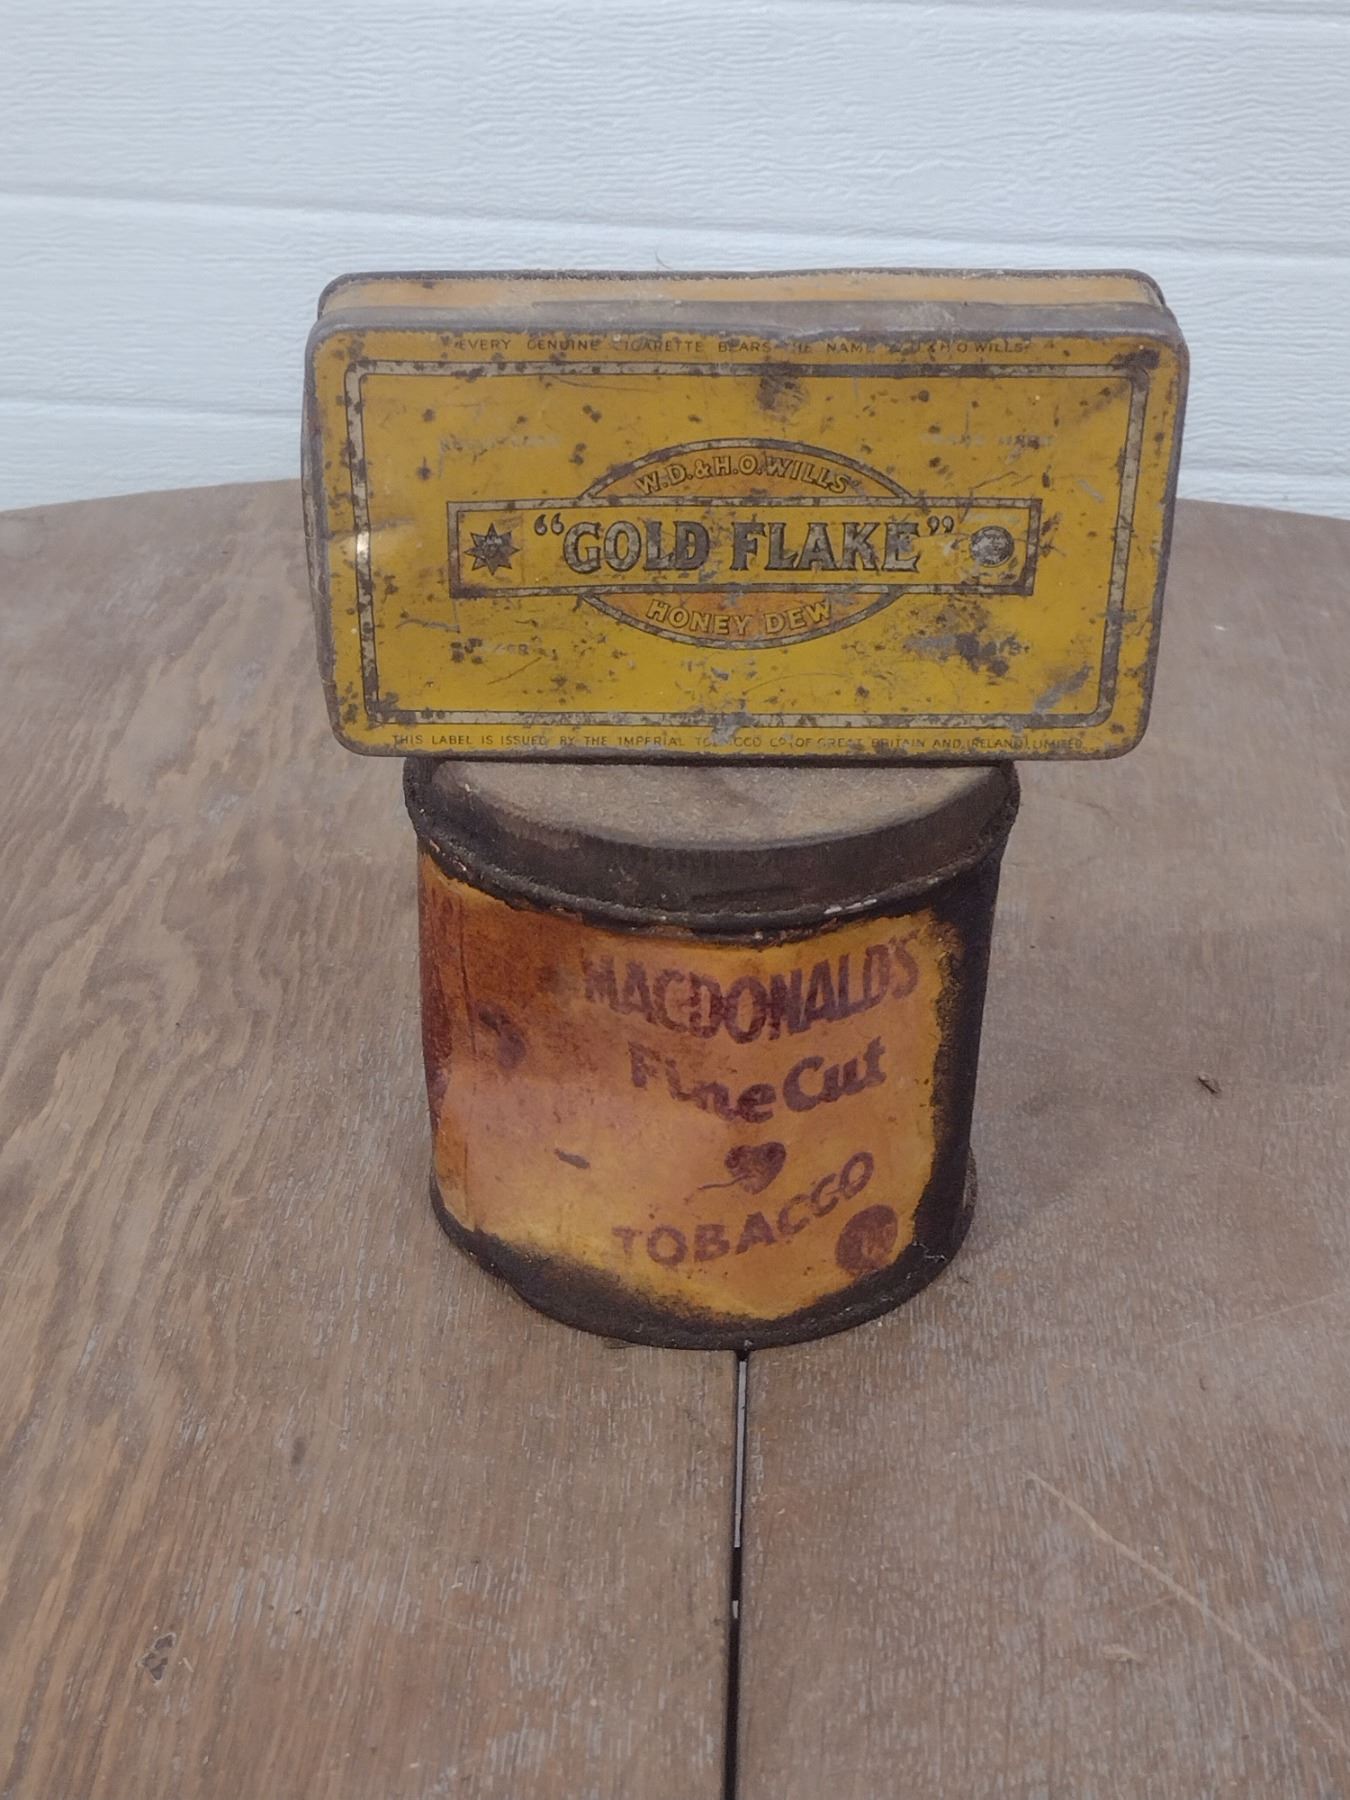 EVERY GENUINE CIGARETTE BEARS THE NAME W.D. & H.O. WILLS.
W.D. & H.O. WILLS'
"GOLD FLAKE"
HONEY DEW
THIS LABEL IS ISSUED BY THE IMPERIAL TOBACCO CO. (OF GREAT BRITAIN AND IRELAND) LIMITED.
MACDONALD'S
Fine Cut
TOBACCO